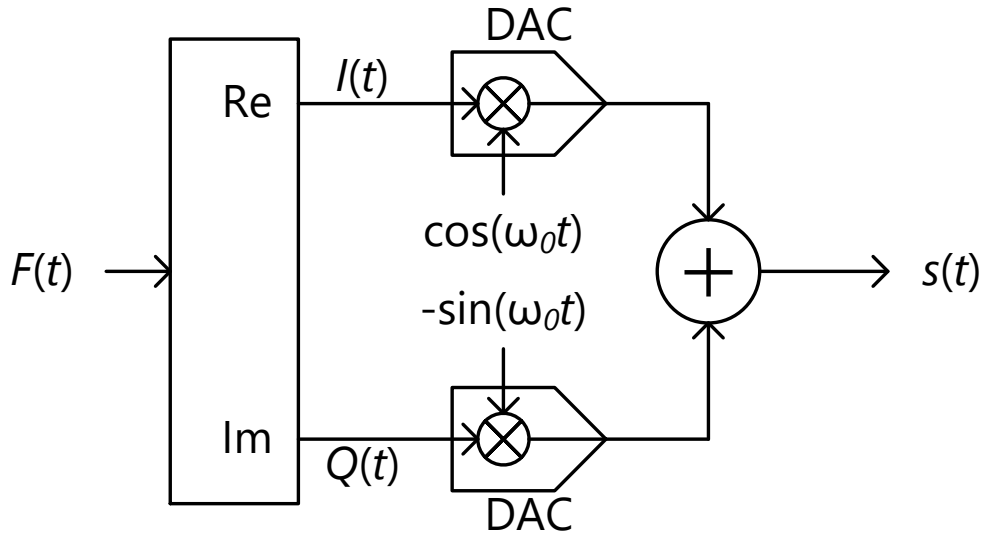 DAC
Re
I(t)
cos(ω₀t)
F(t)
s(t)
-sin(ω₀t)
Im
Q(t)
DAC